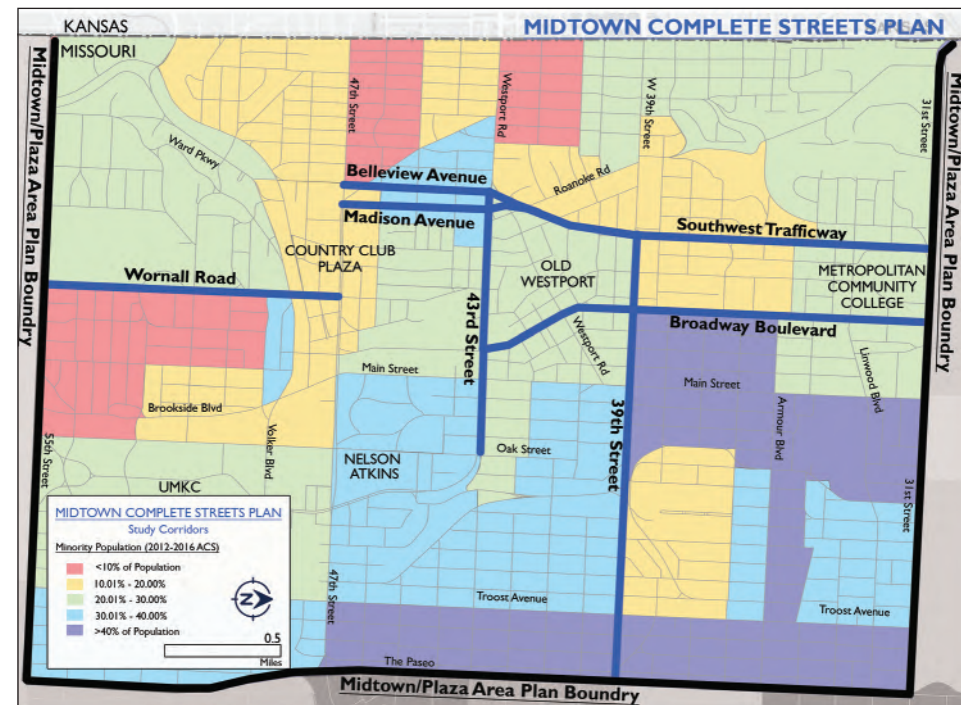 KANSAS
MIDTOWN COMPLETE STREETS PLAN
MISSOURI
Midtown/Plaza Area Plan Boundry
Midtown/Plaza Area Plan Boundry
47th Street
Westport Rd
W 39th Street
31st Street
Ward Pkwy
Roanoke Rd
Belleview Avenue
Madison Avenue
Southwest Trafficway
COUNTRY CLUB
PLAZA
OLD
WESTPORT
METROPOLITAN
COMMUNITY
COLLEGE
Wornall Road
43rd Street
Westport Rd
Broadway Boulevard
Main Street
Main Street
Linwood Blvd
Brookside Blvd
39th Street
Armour Blvd
55th Street
Volker Blvd
Oak Street
NELSON
ATKINS
UMKC
31st Street
MIDTOWN COMPLETE STREETS PLAN
Study Corridors
Minority Population (2012-2016 ACS)
<10% of Population
10.01% - 20.00%
20.01% - 30.00%
30.01% - 40.00%
>40% of Population
N
0.5
Miles
47th Street
Troost Avenue
Troost Avenue
The Paseo
Midtown/Plaza Area Plan Boundry